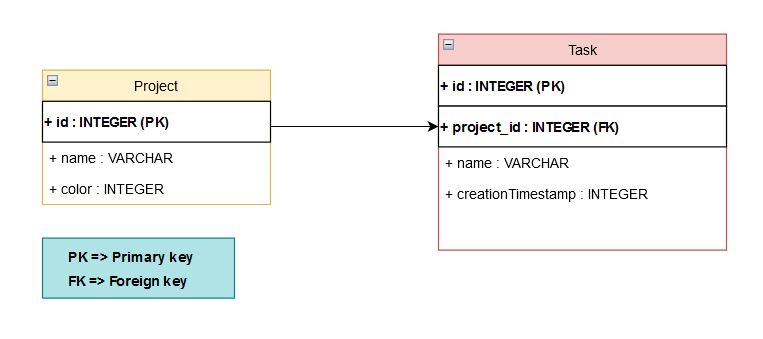 Project
+ id : INTEGER (PK)
+ name : VARCHAR
+ color : INTEGER
Task
+ id : INTEGER (PK)
+ project_id : INTEGER (FK)
+ name : VARCHAR
+ creationTimestamp : INTEGER
PK => Primary key
FK => Foreign key